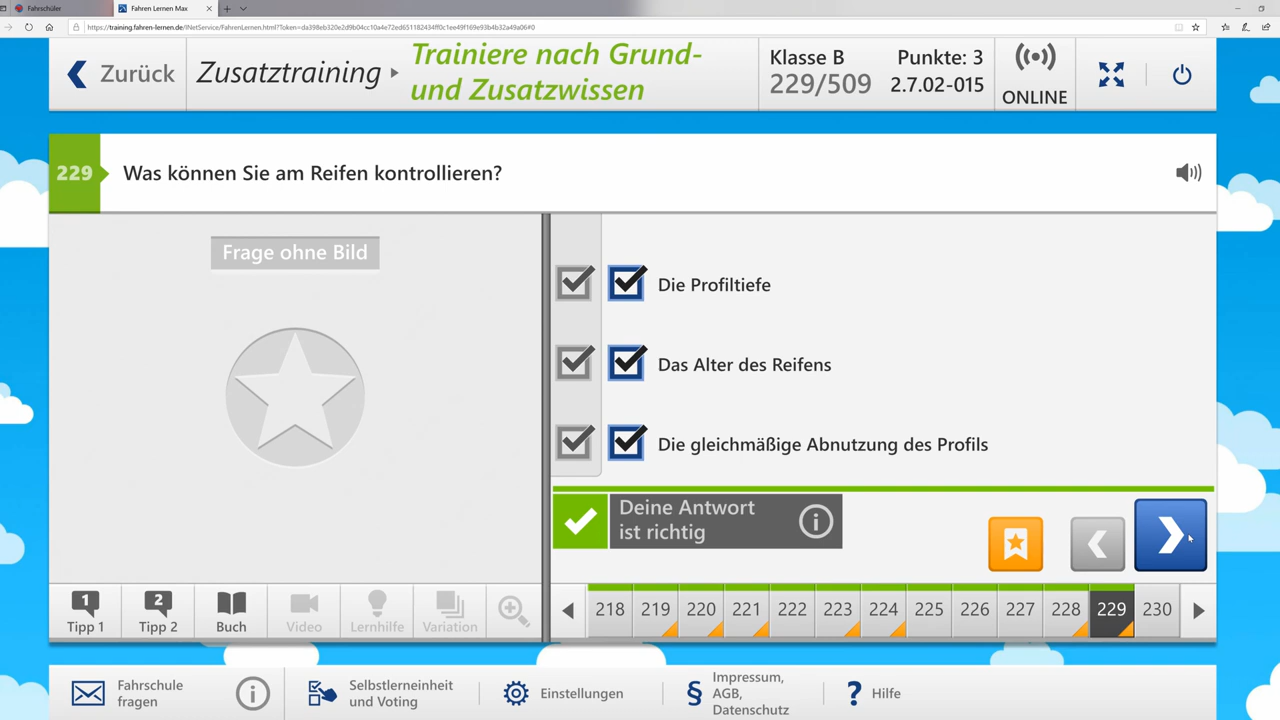 Fahrschüler
Fahren Lernen Max
https://training.fahren-lernen.de/INetService/FahrenLernen.html?Token=da398eb320e2d9b04cc10a4e72ed651182434ff0c1ee49f169e93b4b32a49a06#0
Zurück
Zusatztraining
Trainiere nach Grund-
und Zusatzwissen
Klasse B
229/509
Punkte: 3
2.7.02-015
ONLINE
229
Was können Sie am Reifen kontrollieren?
Frage ohne Bild
Die Profiltiefe
Das Alter des Reifens
Die gleichmäßige Abnutzung des Profils
Deine Antwort
ist richtig
1
Tipp 1
2
Tipp 2
Buch
Video
Lernhilfe
Variation
218 219 220 221 222 223 224 225 226 227 228 229 230
Fahrschule
fragen
Selbstlerneinheit
und Voting
Einstellungen
§
Impressum,
AGB,
Datenschutz
?
Hilfe